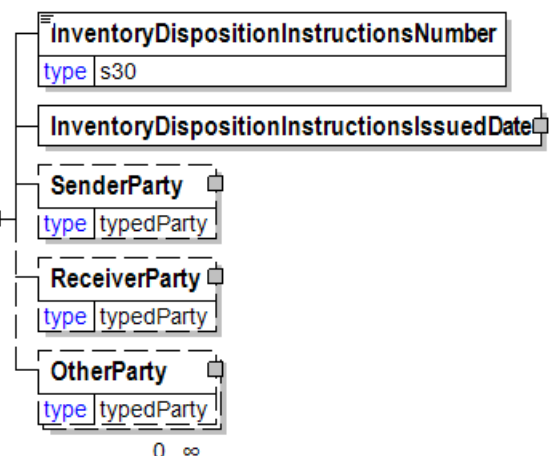 InventoryDispositionInstructionsNumber
type s30
InventoryDispositionInstructionsIssuedDate
SenderParty
type typedParty
ReceiverParty
type typedParty
OtherParty
type typedParty
0 ∞